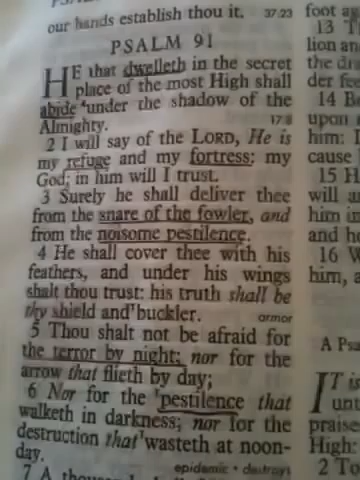 our hands establish thou it. 37:23
PSALM 91
HE that dwelleth in the secret
place of the most High shall
abide under the shadow of the
Almighty. 17:8
2 I will say of the LORD, He is
my refuge and my fortress: my
God; in him will I trust.
3 Surely he shall deliver thee
from the snare of the fowler, and
from the noisome pestilence.
4 He shall cover thee with his
feathers, and under his wings
shalt thou trust: his truth shall be
thy shield and buckler. armor
5 Thou shalt not be afraid for
the terror by night; nor for the
arrow that flieth by day;
6 Nor for the pestilence that
walketh in darkness; nor for the
destruction that wasteth at noon-
day. epidemic • destroys
foot
13
lion
the
der
14
upon
him:
cause
15
will
him
and
16
him,
A
IT is
unt
praise
High:
2 To